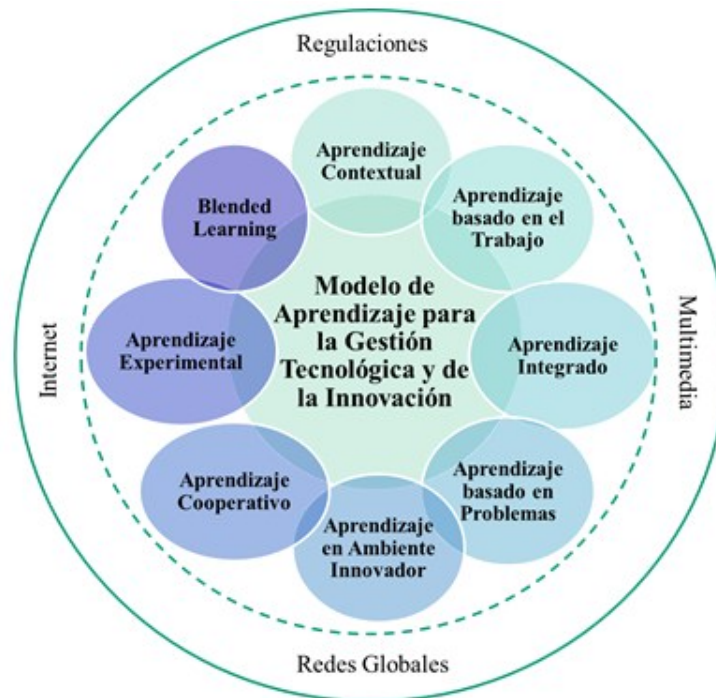 Regulaciones
Aprendizaje
Contextual
Aprendizaje
basado en el
Trabajo
Blended
Learning
Modelo de
Aprendizaje para
la Gestión
Tecnológica y de
la Innovación
Aprendizaje
Experimental
Aprendizaje
Integrado
Internet
Multimedia
Aprendizaje
Cooperativo
Aprendizaje
basado en
Problemas
Aprendizaje
en Ambiente
Innovador
Redes Globales